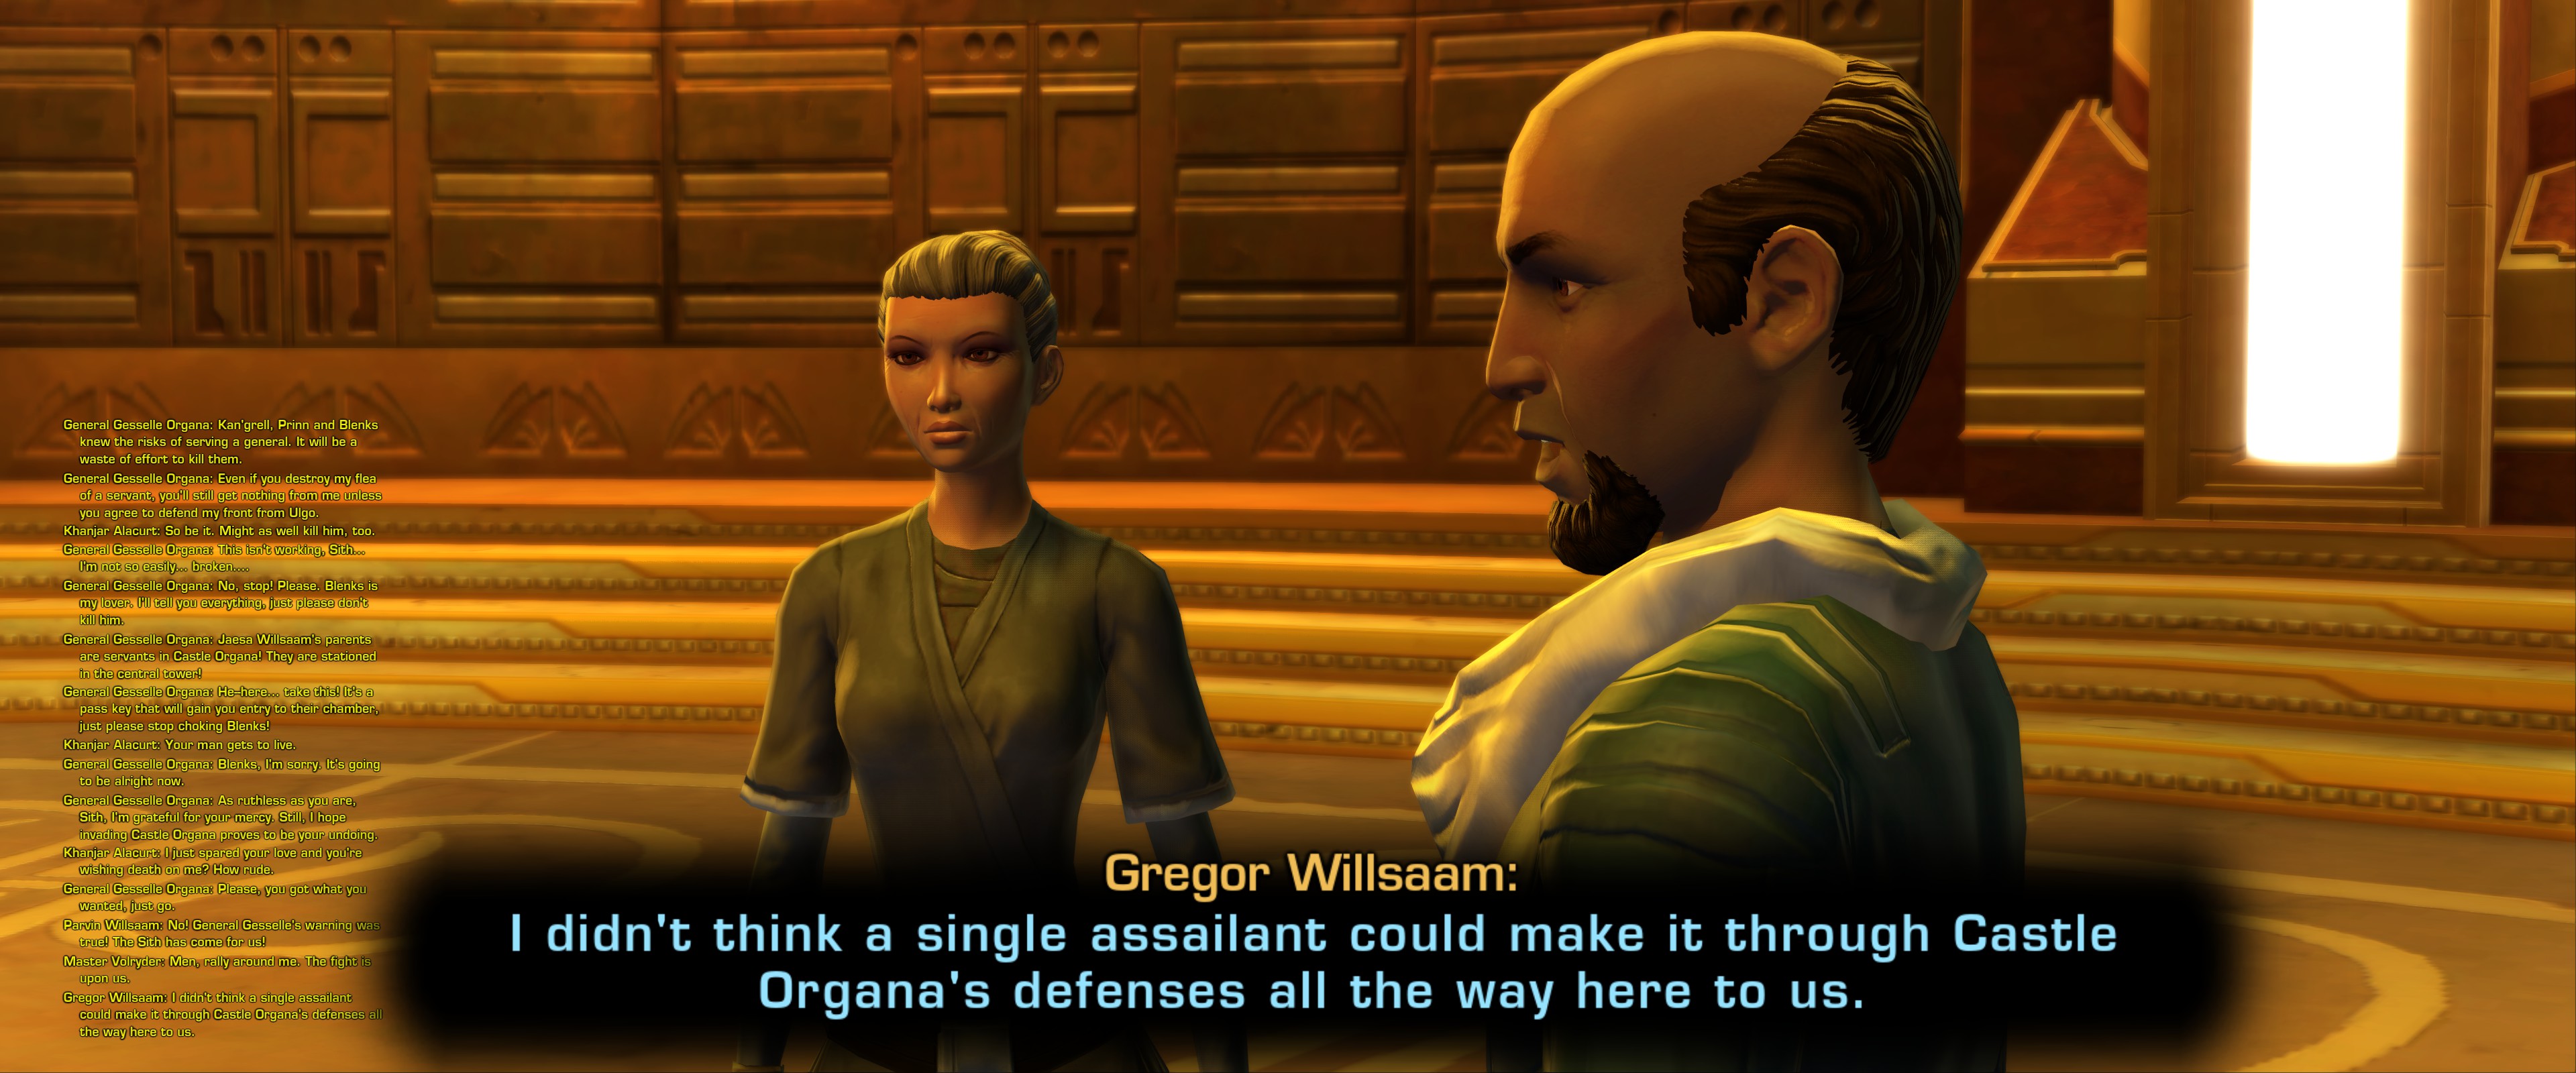 General Gesselle Organa: Kan'grell, Prinn and Blenks
knew the risks of serving a general. It will be a
waste of effort to kill them.
General Gesselle Organa: Even if you destroy my flea
of a servant, you'll still get nothing from me unless
you agree to defend my front from Ulgo.
Khanjar Alacurt: So be it. Might as well kill him, too.
General Gesselle Organa: This isn't working, Sith...
I'm not so easily... broken....
General Gesselle Organa: No, stop! Please. Blenks is
my lover. I'll tell you everything, just please don't
kill him.
General Gesselle Organa: Jaesa Willsaam's parents
are servants in Castle Organa! They are stationed
in the central tower!
General Gesselle Organa: He–here... take this! It's a
pass key that will gain you entry to their chamber,
just please stop choking Blenks!
Khanjar Alacurt: Your man gets to live.
General Gesselle Organa: Blenks, I'm sorry. It's going
to be alright now.
General Gesselle Organa: As ruthless as you are,
Sith, I'm grateful for your mercy. Still, I hope
invading Castle Organa proves to be your undoing.
Khanjar Alacurt: I just spared your love and you're
wishing death on me? How rude.
General Gesselle Organa: Please, you got what you
wanted, just go.
Parvin Willsaam: No! General Gesselle's warning was
true! The Sith has come for us!
Master Volryder: Men, rally around me. The fight is
upon us.
Gregor Willsaam: I didn't think a single assailant
could make it through Castle Organa's defenses all
the way here to us.
Gregor Willsaam:
I didn't think a single assailant could make it through Castle
Organa's defenses all the way here to us.